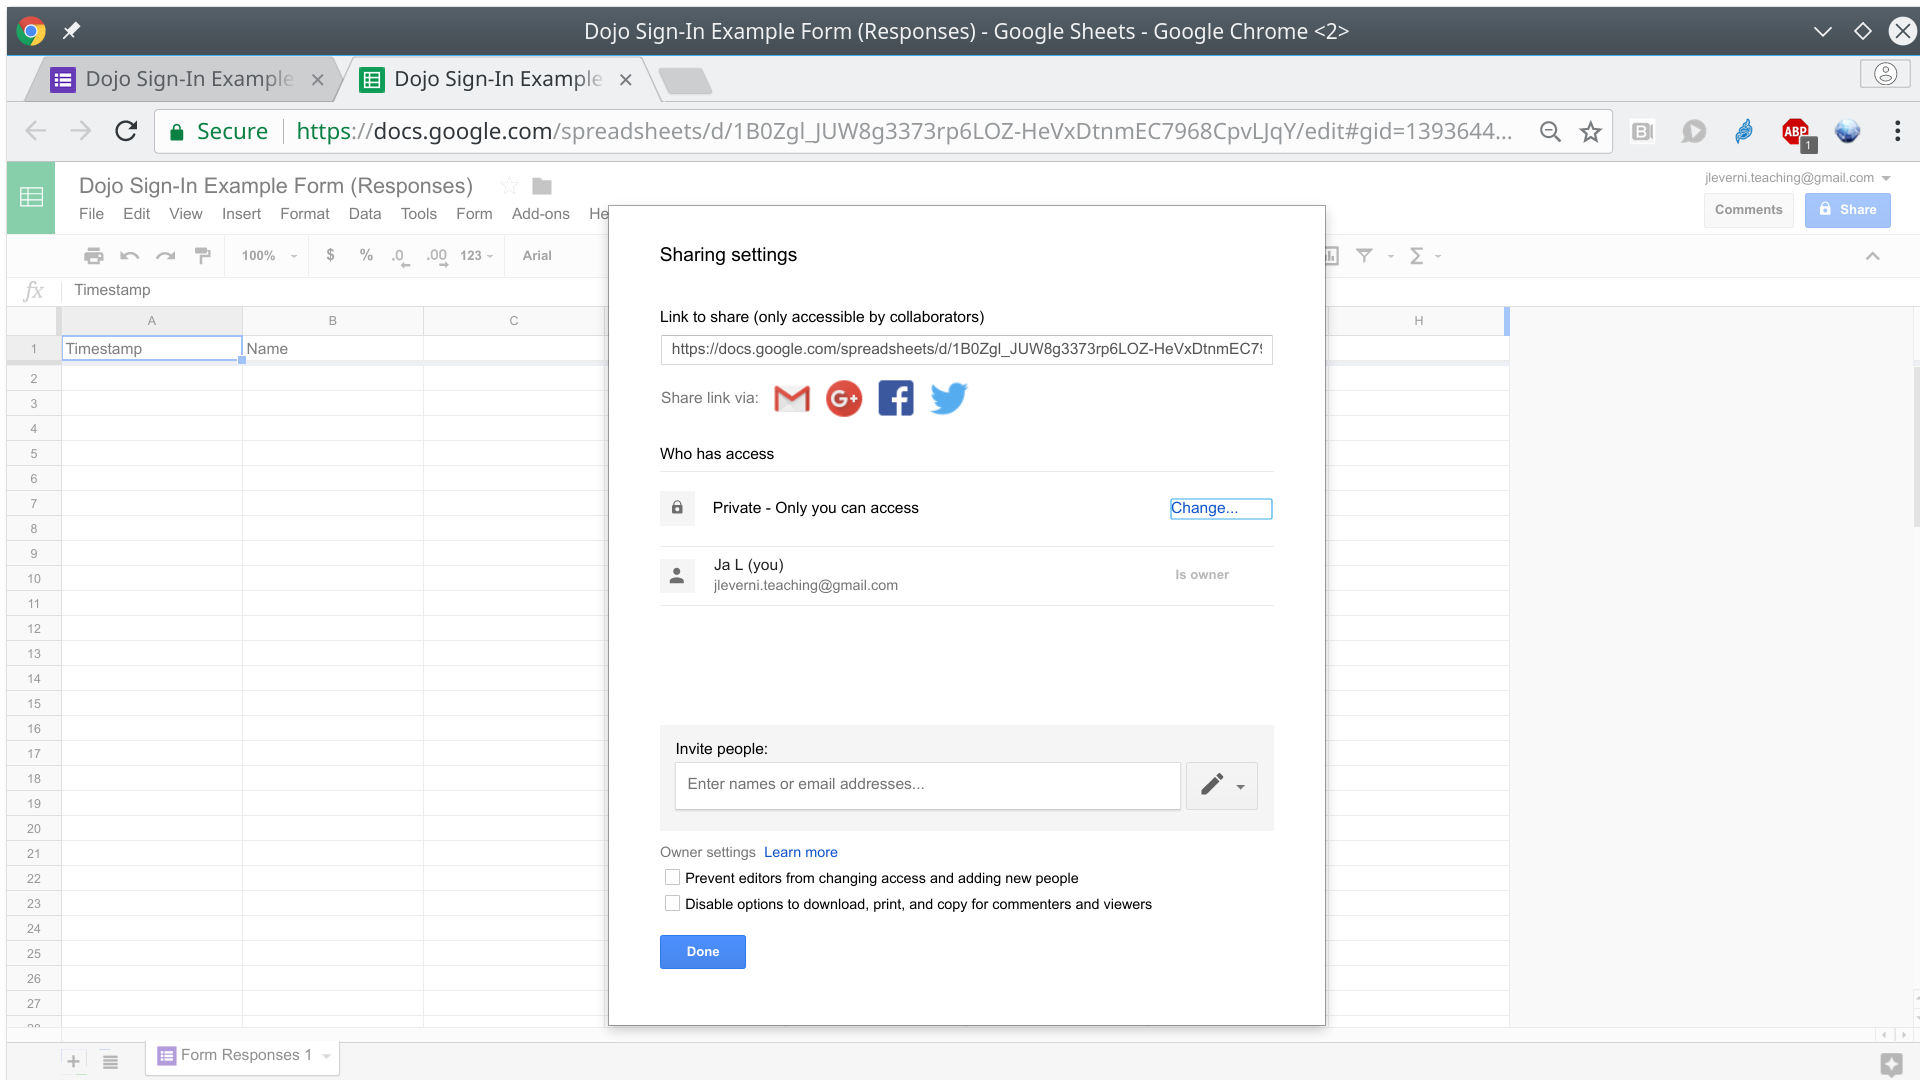 Dojo Sign-In Example Form (Responses) - Google Sheets - Google Chrome <2>
Dojo Sign-In Example
Dojo Sign-In Example
Secure
https://docs.google.com/spreadsheets/d/1B0Zgl_JUW8g3373rp6LOZ-HeVxDtnmEC7968CpvLJqY/edit#gid=1393644...
ABP
1
Dojo Sign-In Example Form (Responses)
jleverni.teaching@gmail.com
File Edit View Insert Format Data Tools Form Add-ons He
Comments
Share
100% $ % .0 .00 123 Arial
Σ
fx Timestamp
A B C H
1 Timestamp Name
2
3
4
5
6
7
8
9
10
11
12
13
14
15
16
17
18
19
20
21
22
23
24
25
26
27
28
Sharing settings
Link to share (only accessible by collaborators)
https://docs.google.com/spreadsheets/d/1B0Zgl_JUW8g3373rp6LOZ-HeVxDtnmEC79
Share link via:
G+
Who has access
Private - Only you can access
Change...
Ja L (you)
jleverni.teaching@gmail.com
Is owner
Invite people:
Enter names or email addresses...
Owner settings Learn more
Prevent editors from changing access and adding new people
Disable options to download, print, and copy for commenters and viewers
Done
Form Responses 1